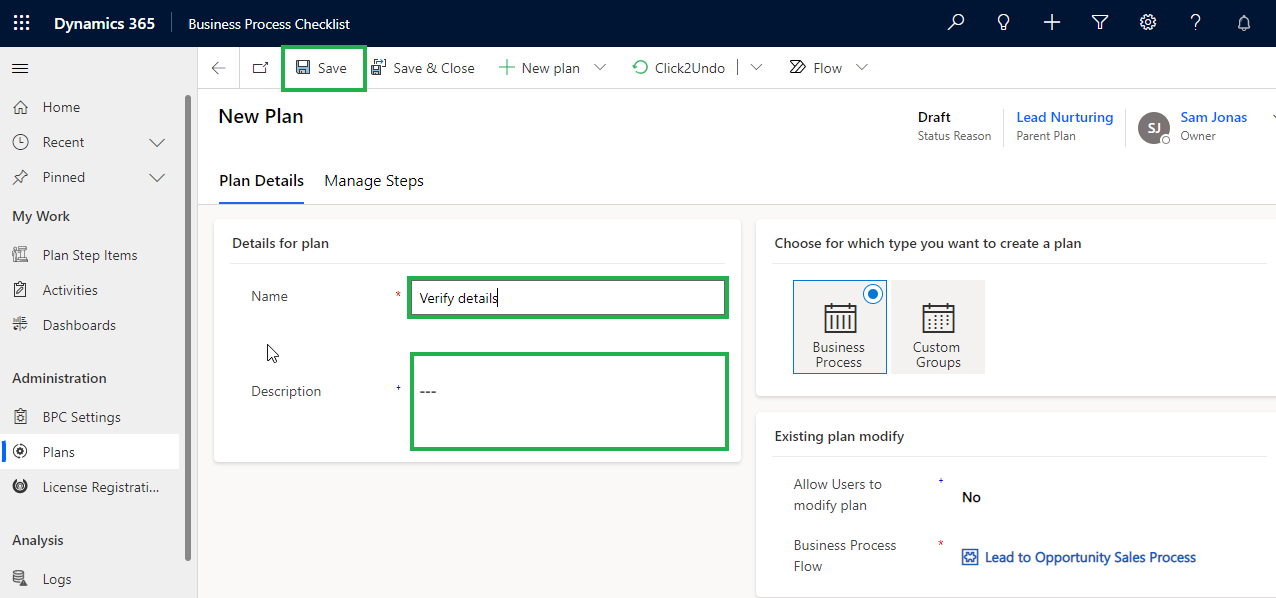 Dynamics 365
Business Process Checklist
Save
Save & Close
New plan
Click2Undo
Flow
Home
Recent
Pinned
My Work
Plan Step Items
Activities
Dashboards
Administration
BPC Settings
Plans
License Registrati...
Analysis
Logs
New Plan
Draft
Status Reason
Lead Nurturing
Parent Plan
SJ
Sam Jonas
Owner
Plan Details
Manage Steps
Details for plan
Name
*
Verify details
Description
+
---
Choose for which type you want to create a plan
Business
Process
Custom
Groups
Existing plan modify
Allow Users to
modify plan
+
No
Business Process
Flow
*
Lead to Opportunity Sales Process